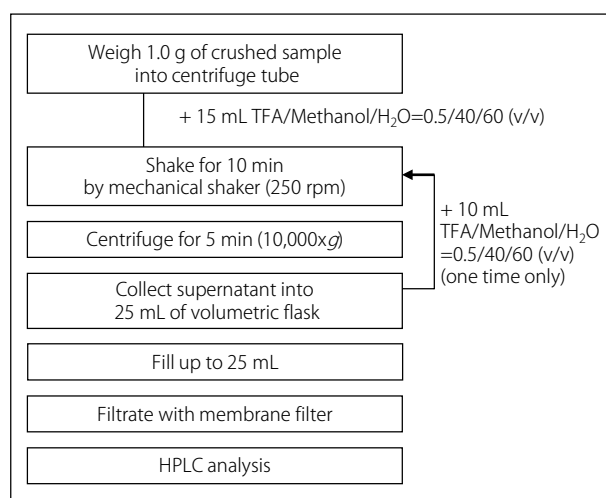 Weigh 1.0 g of crushed sample
into centrifuge tube
+ 15 mL TFA/Methanol/H₂O=0.5/40/60 (v/v)
Shake for 10 min
by mechanical shaker (250 rpm)
+ 10 mL
TFA/Methanol/H₂O
=0.5/40/60 (v/v)
(one time only)
Centrifuge for 5 min (10,000xg)
Collect supernatant into
25 mL of volumetric flask
Fill up to 25 mL
Filtrate with membrane filter
HPLC analysis